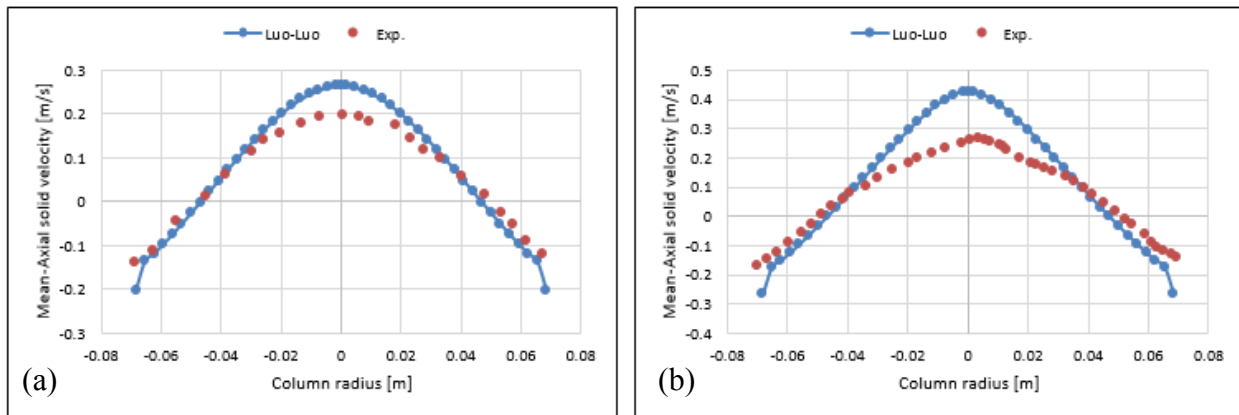 Luo-Luo Exp.
0.3
0.2
0.1
0
-0.1
-0.2
-0.3
Mean-Axial solid velocity [m/s]
-0.08 -0.06 -0.04 -0.02 0 0.02 0.04 0.06 0.08
Column radius [m]
(a)
Luo-Luo Exp.
0.5
0.4
0.3
0.2
0.1
0
-0.1
-0.2
-0.3
-0.4
Mean-Axial solid velocity [m/s]
-0.08 -0.06 -0.04 -0.02 0 0.02 0.04 0.06 0.08
Column radius [m]
(b)